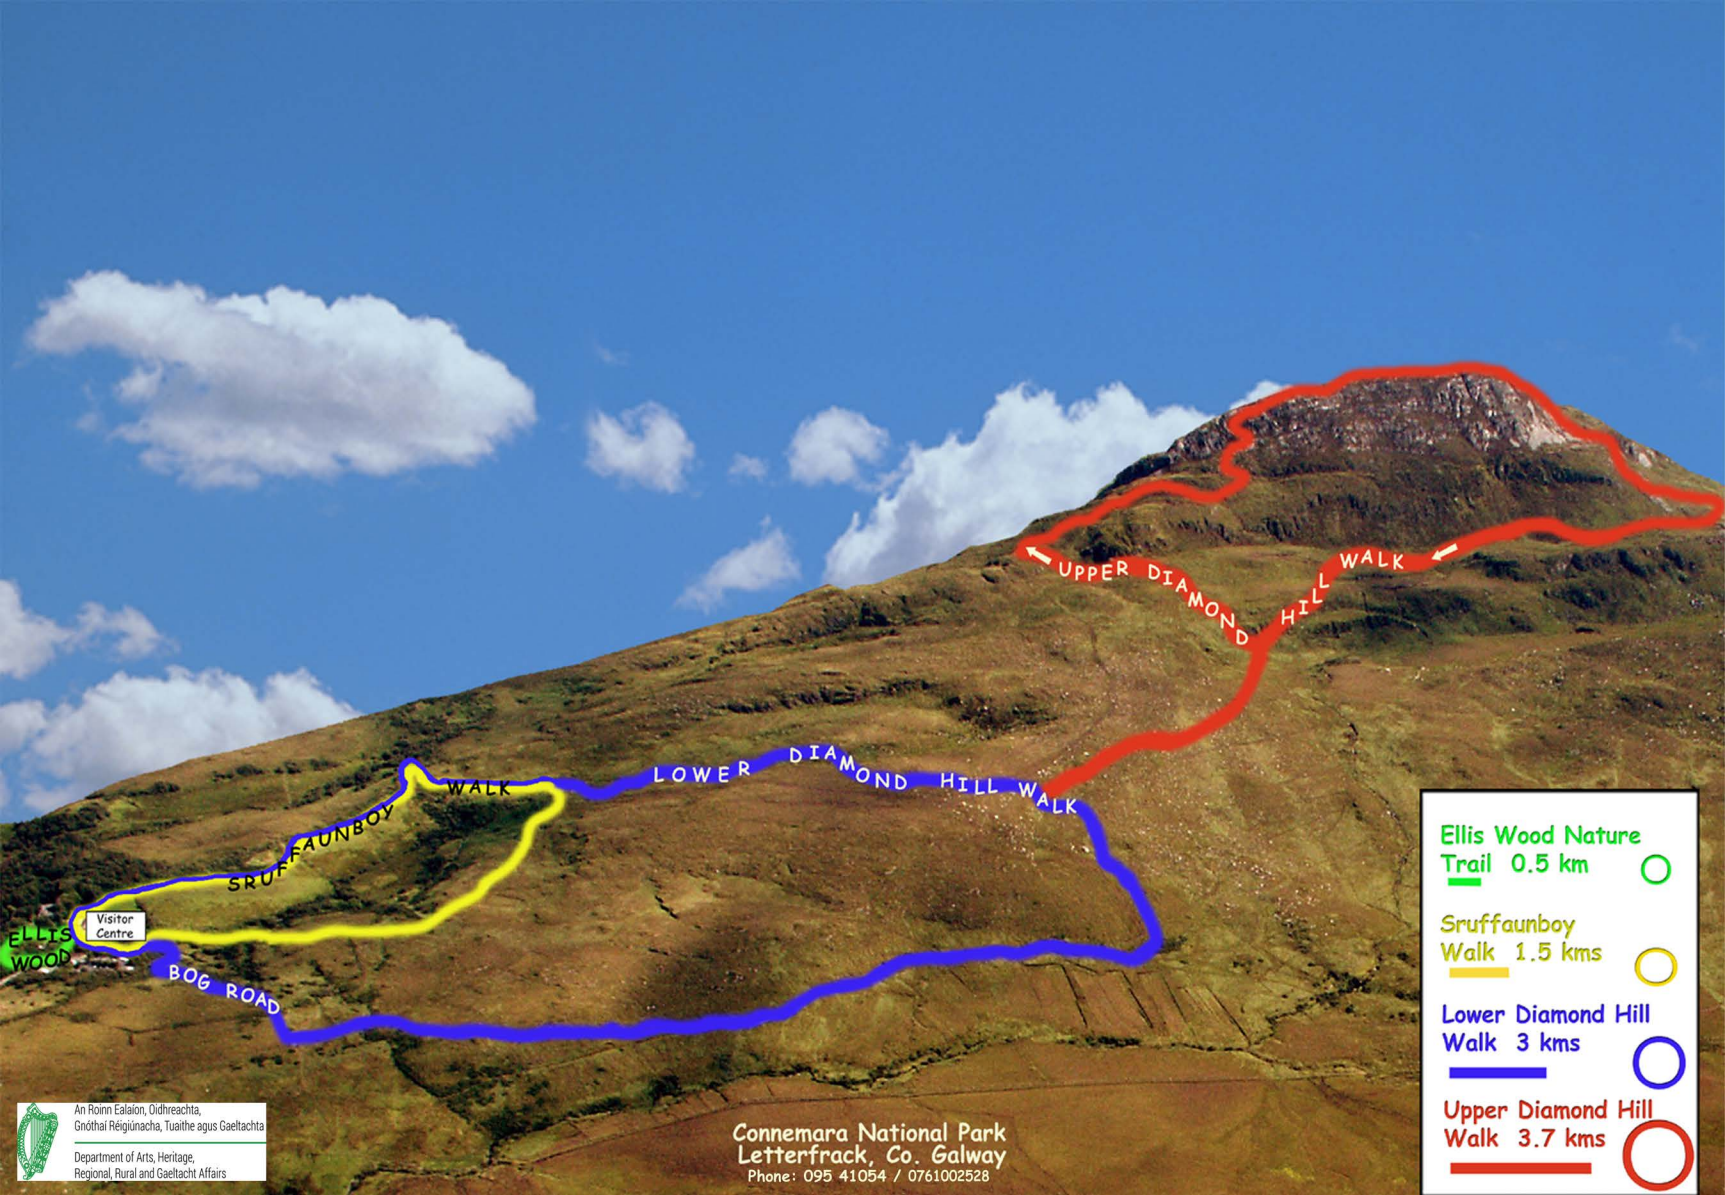 UPPER DIAMOND HILL WALK
LOWER DIAMOND HILL WALK
SRUFFAUNBOY WALK
Visitor
Centre
ELLIS
WOOD
BOG ROAD
Ellis Wood Nature
Trail 0.5 km
Sruffaunboy
Walk 1.5 kms
Lower Diamond Hill
Walk 3 kms
Upper Diamond Hill
Walk 3.7 kms
An Roinn Ealaíon, Oidhreachta,
Gnóthaí Réigiúnacha, Tuaithe agus Gaeltachta
Department of Arts, Heritage,
Regional, Rural and Gaeltacht Affairs
Connemara National Park
Letterfrack, Co. Galway
Phone: 095 41054 / 0761002528